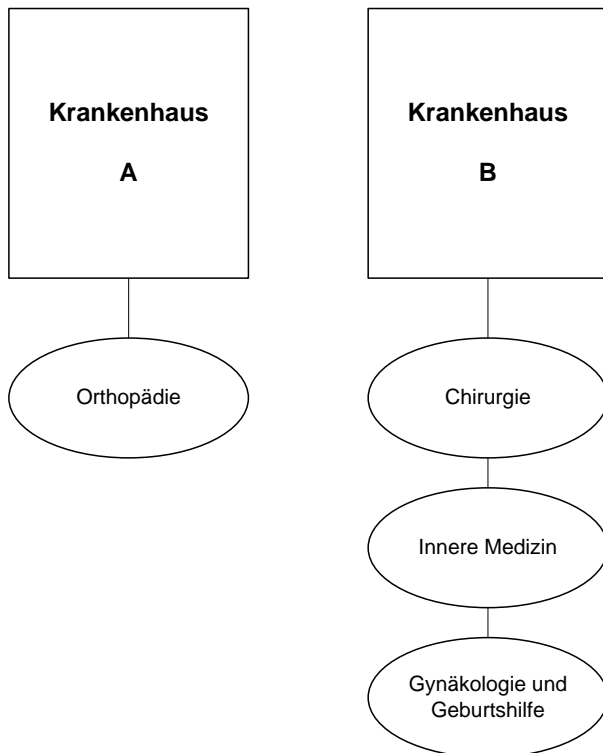 Krankenhaus
A
Orthopädie
Krankenhaus
B
Chirurgie
Innere Medizin
Gynäkologie und
Geburtshilfe